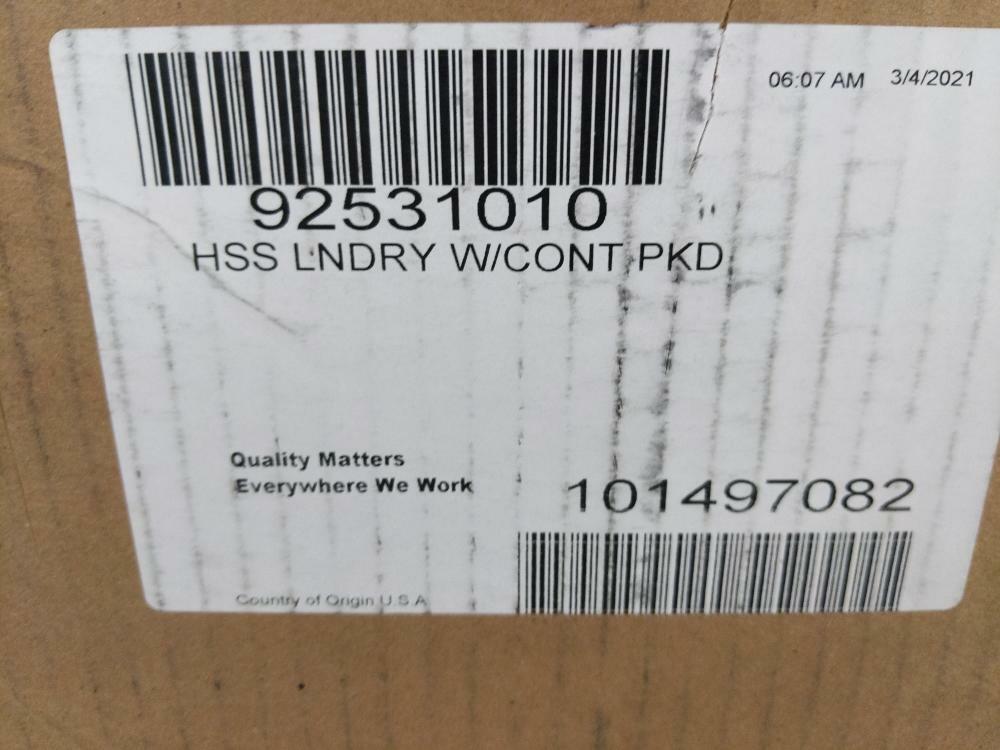 06:07 AM 3/4/2021
92531010
HSS LNDRY W/CONT PKD
Quality Matters
Everywhere We Work
101497082
Country of Origin U.S.A